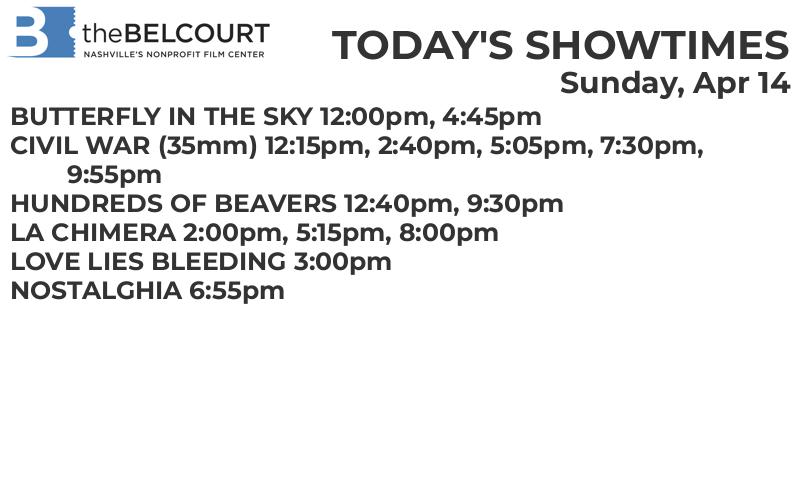 B theBELCOURT
NASHVILLE'S NONPROFIT FILM CENTER
TODAY'S SHOWTIMES
Sunday, Apr 14
BUTTERFLY IN THE SKY 12:00pm, 4:45pm
CIVIL WAR (35mm) 12:15pm, 2:40pm, 5:05pm, 7:30pm,
9:55pm
HUNDREDS OF BEAVERS 12:40pm, 9:30pm
LA CHIMERA 2:00pm, 5:15pm, 8:00pm
LOVE LIES BLEEDING 3:00pm
NOSTALGHIA 6:55pm